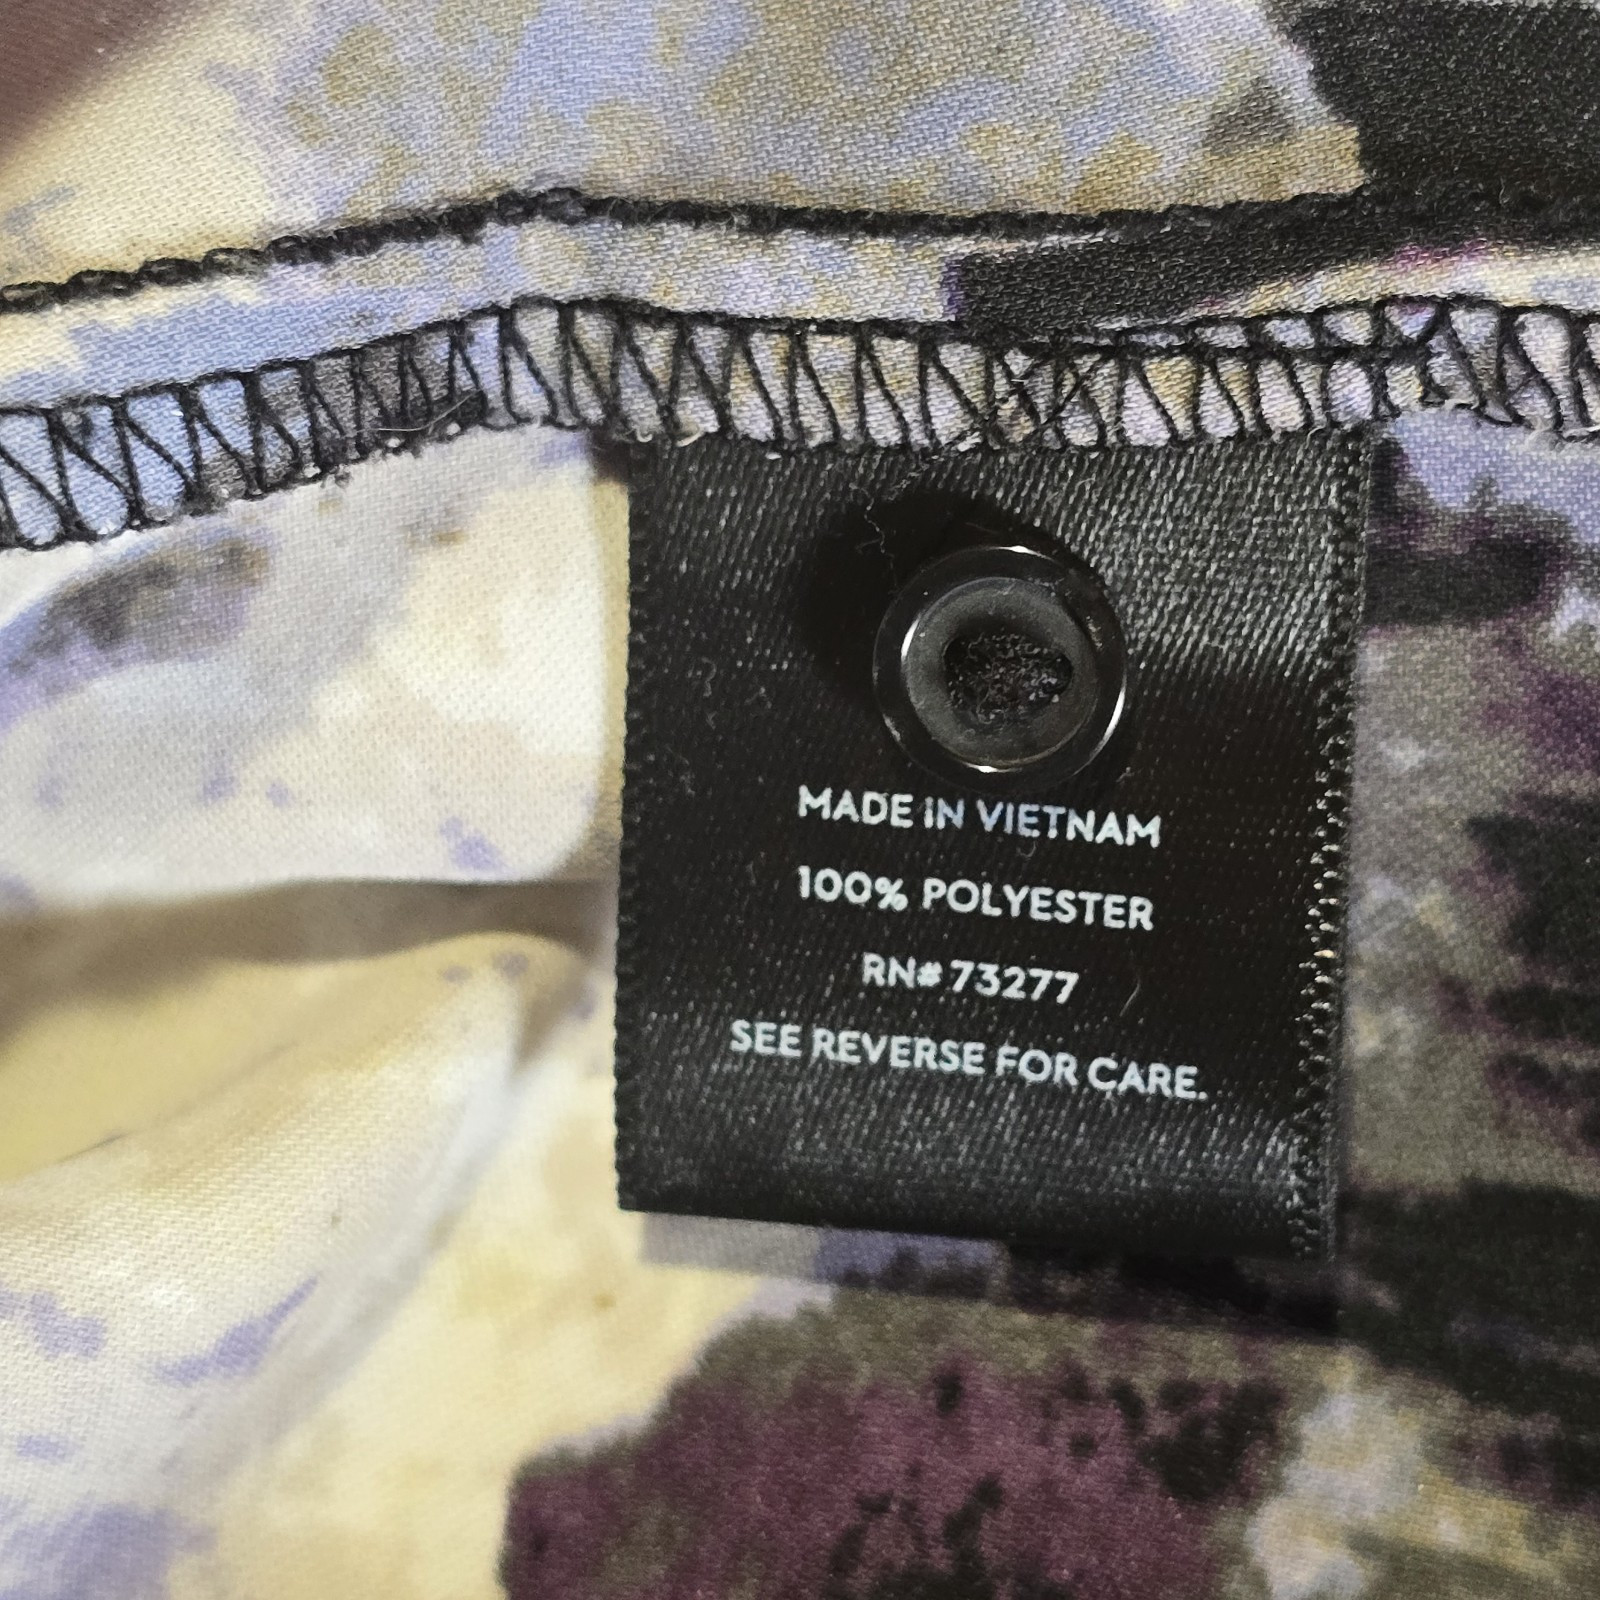 MADE IN VIETNAM
100% POLYESTER
RN# 73277
SEE REVERSE FOR CARE.